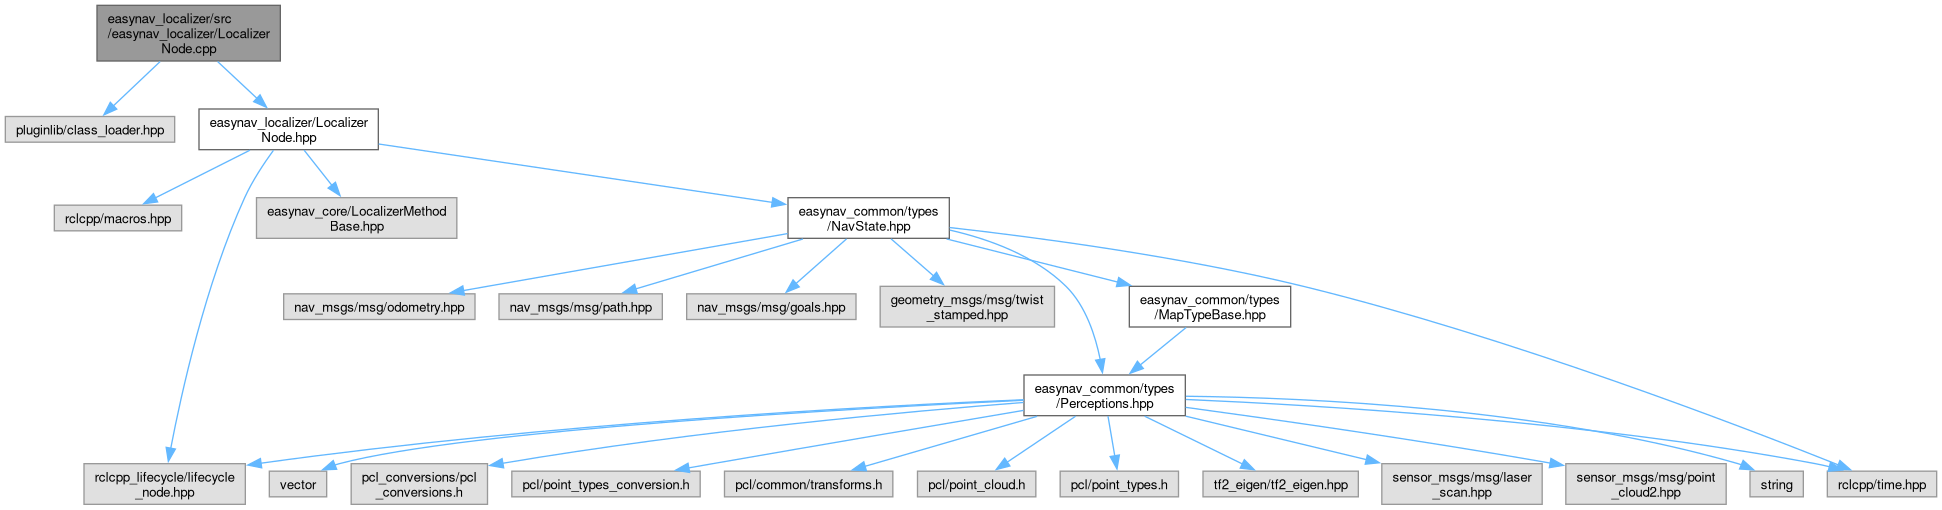 easynav_localizer/src
/easynav_localizer/Localizer
Node.cpp
pluginlib/class_loader.hpp
easynav_localizer/Localizer
Node.hpp
rclcpp/macros.hpp
easynav_core/LocalizerMethod
Base.hpp
easynav_common/types
/NavState.hpp
nav_msgs/msg/odometry.hpp
nav_msgs/msg/path.hpp
nav_msgs/msg/goals.hpp
geometry_msgs/msg/twist
_stamped.hpp
easynav_common/types
/MapTypeBase.hpp
easynav_common/types
/Perceptions.hpp
rclcpp_lifecycle/lifecycle
_node.hpp
vector
pcl_conversions/pcl
_conversions.h
pcl/point_types_conversion.h
pcl/common/transforms.h
pcl/point_cloud.h
pcl/point_types.h
tf2_eigen/tf2_eigen.hpp
sensor_msgs/msg/laser
_scan.hpp
sensor_msgs/msg/point
_cloud2.hpp
string
rclcpp/time.hpp